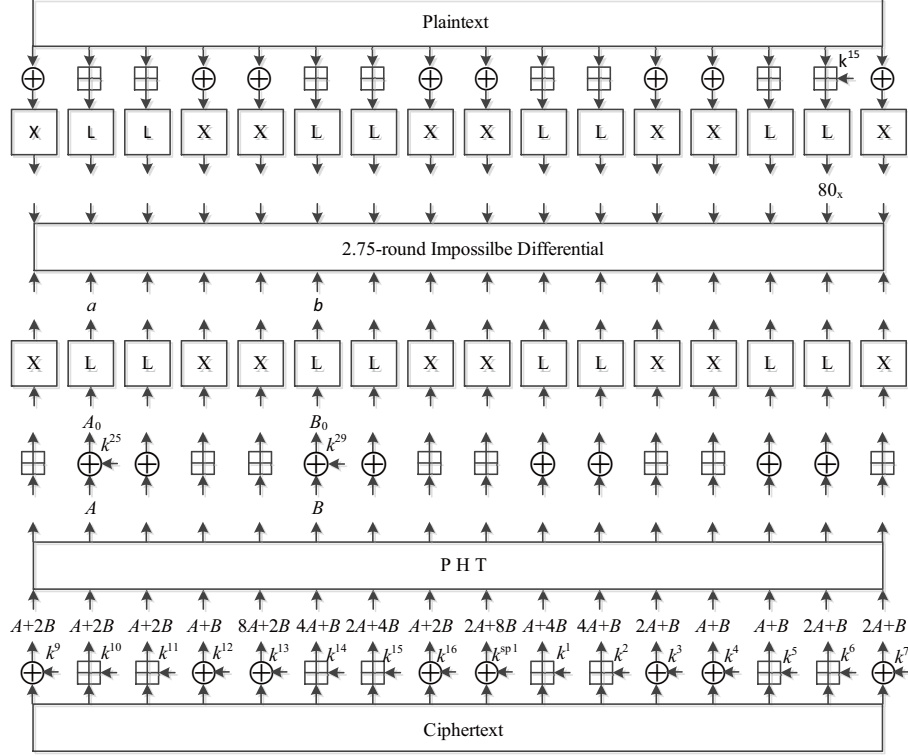 Plaintext
k¹⁵
X L L X X L L X X L L X X L L X
80ₓ
2.75-round Impossilbe Differential
a b
X L L X X L L X X L L X X L L X
A₀ B₀
k²⁵ k²⁹
A B
P H T
A+2B A+2B A+2B A+B 8A+2B 4A+B 2A+4B A+2B 2A+8B A+4B 4A+B 2A+B A+B A+B 2A+B 2A+B
k⁹ k¹⁰ k¹¹ k¹² k¹³ k¹⁴ k¹⁵ k¹⁶ kˢᵖ¹ k¹ k² k³ k⁴ k⁵ k⁶ k⁷
Ciphertext